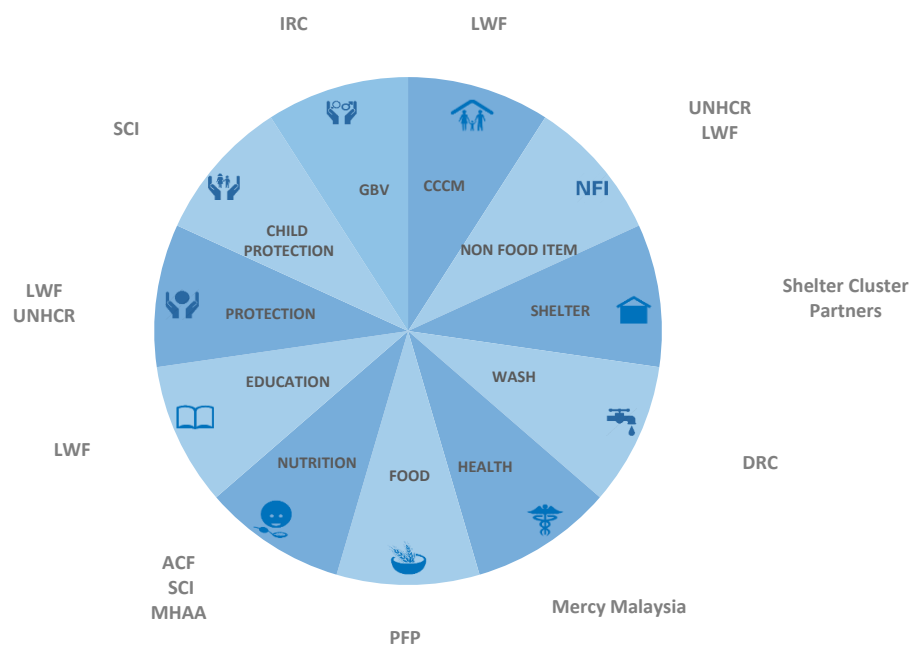 IRC
LWF
SCI
UNHCR
LWF
GBV
CCCM
NFI
CHILD
PROTECTION
NON FOOD ITEM
LWF
UNHCR
PROTECTION
SHELTER
Shelter Cluster
Partners
EDUCATION
WASH
LWF
NUTRITION
FOOD
HEALTH
DRC
ACF
SCI
MHAA
Mercy Malaysia
PFP